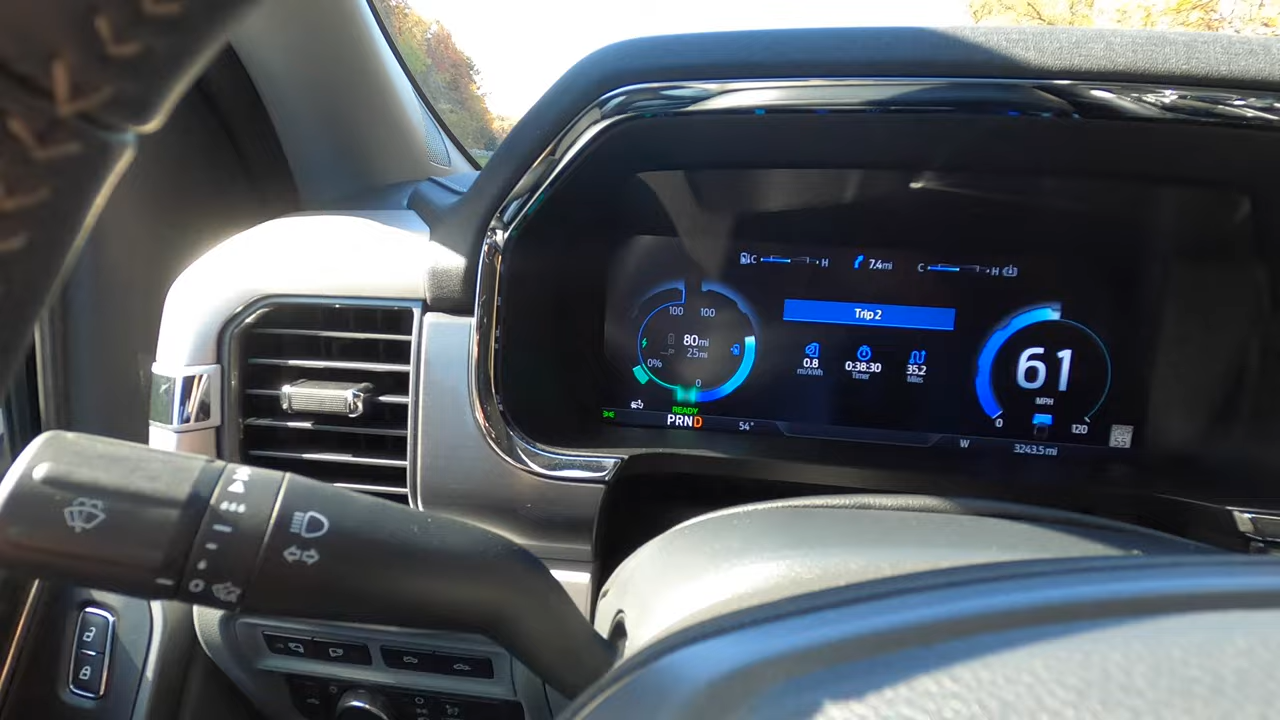 C H
7.4mi
C H
Trip 2
0.8
mi/kWh
0:38:30
Timer
35.2
Miles
100 100
80mi
25mi
0%
0
READY
PRND
54°
61
MPH
0
120
W
3243.5 mi
55